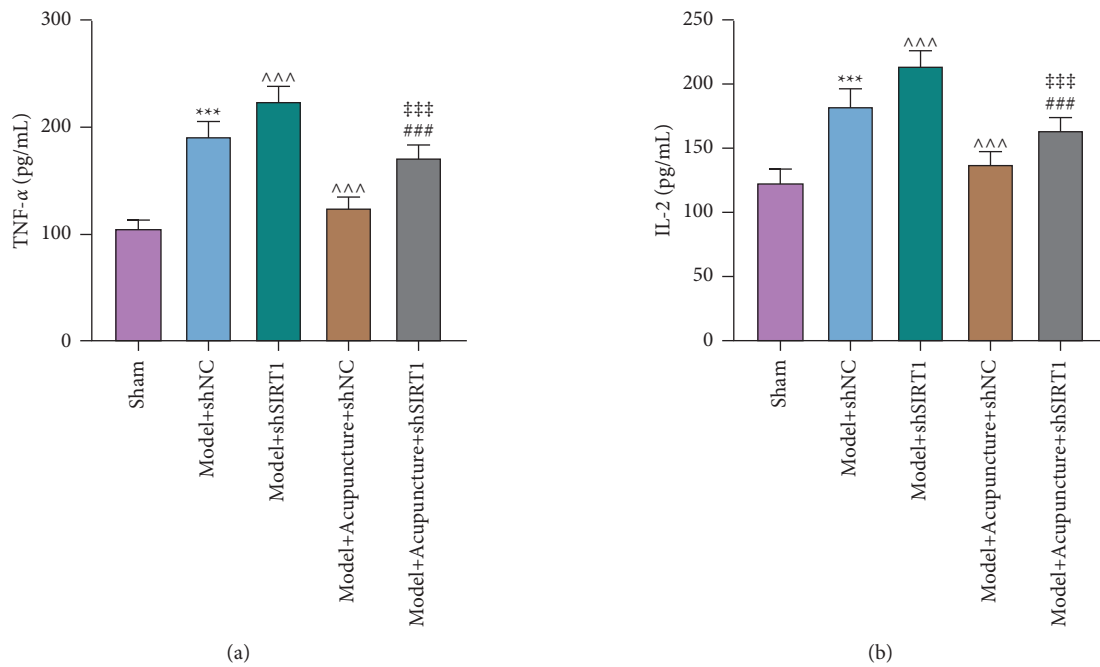 300
200
100
0
TNF-α (pg/mL)
***
^^^
^^^
‡‡‡
###
Sham
Model+shNC
Model+shSIRT1
Model+Acupuncture+shNC
Model+Acupuncture+shSIRT1
(a)
250
200
150
100
50
0
IL-2 (pg/mL)
***
^^^
^^^
‡‡‡
###
Sham
Model+shNC
Model+shSIRT1
Model+Acupuncture+shNC
Model+Acupuncture+shSIRT1
(b)